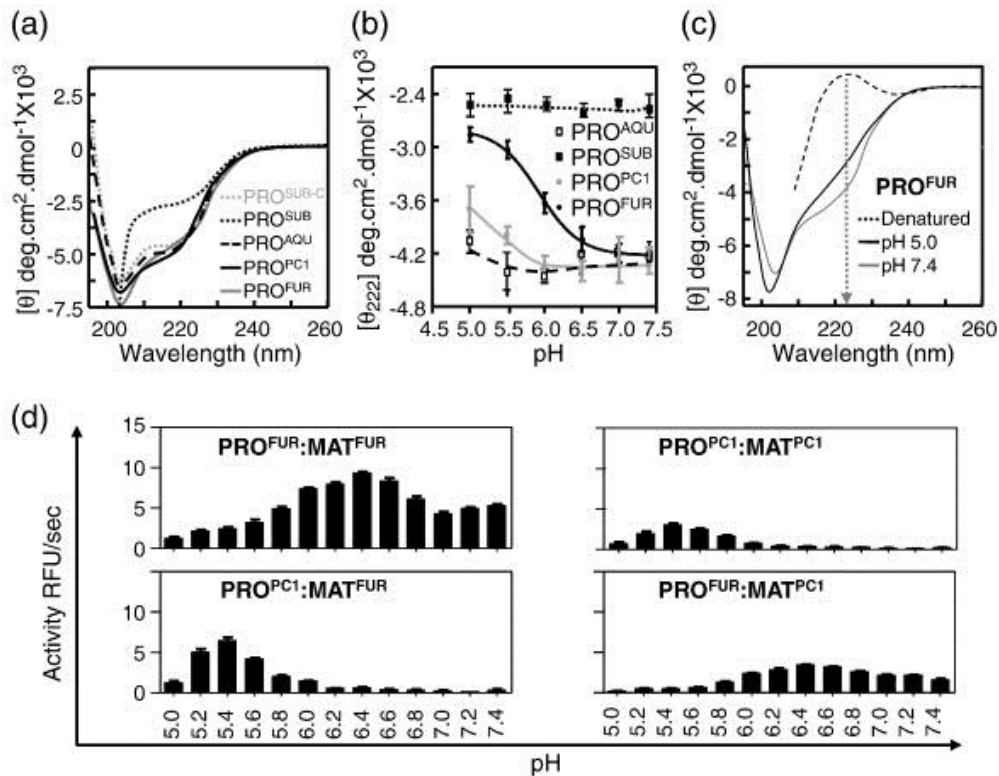 (a)
[θ] deg.cm².dmol⁻¹X10³
2.5
0
-2.5
-5.0
-7.5
PRO^SUB-C
PRO^SUB
PRO^AQU
PRO^PC1
PRO^FUR
200 220 240 260
Wavelength (nm)
(b)
[θ₂₂₂] deg.cm².dmol⁻¹X10³
-2.4
-3.0
-3.6
-4.2
-4.8
PRO^AQU
PRO^SUB
PRO^PC1
PRO^FUR
4.5 5.0 5.5 6.0 6.5 7.0 7.5
pH
(c)
[θ] deg.cm².dmol⁻¹X10³
0
-2
-4
-6
-8
PRO^FUR
Denatured
pH 5.0
pH 7.4
200 220 240 260
Wavelength (nm)
(d)
Activity RFU/sec
15
10
5
0
PRO^FUR:MAT^FUR
PRO^PC1:MAT^PC1
10
5
0
PRO^PC1:MAT^FUR
PRO^FUR:MAT^PC1
5.0 5.2 5.4 5.6 5.8 6.0 6.2 6.4 6.6 6.8 7.0 7.2 7.4
5.0 5.2 5.4 5.6 5.8 6.0 6.2 6.4 6.6 6.8 7.0 7.2 7.4
pH